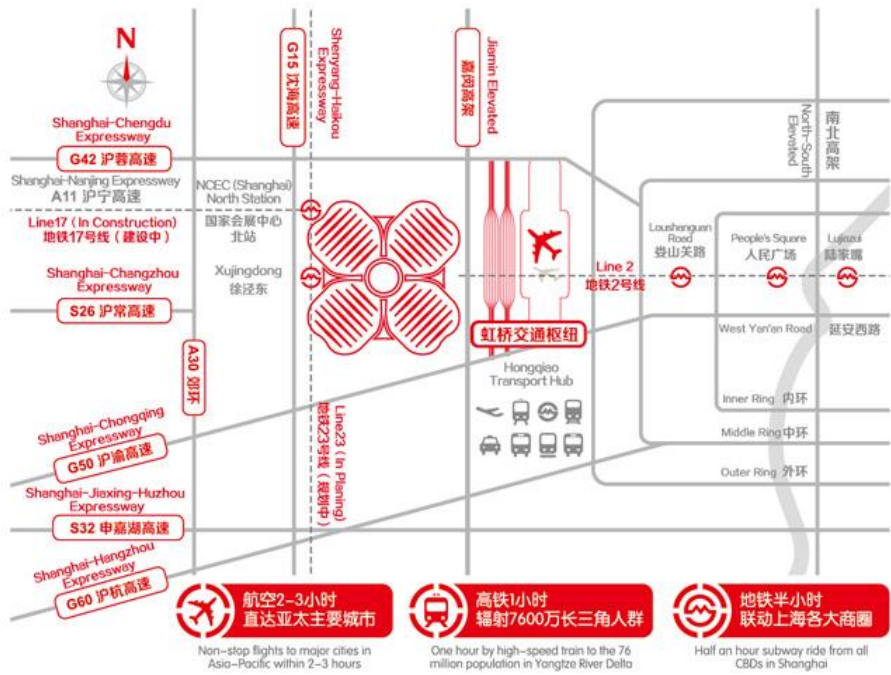 N
Shanghai-Chengdu
Expressway
G42 沪蓉高速
Shanghai-Nanjing Expressway
A11 沪宁高速
Line17 (In Construction)
地铁17号线(建设中)
Shanghai-Changzhou
Expressway
S26 沪常高速
A30 郊环
Shanghai-Chongqing
Expressway
G50 沪渝高速
Shanghai-Jiaxing-Huzhou
Expressway
S32 申嘉湖高速
Shanghai-Hangzhou
Expressway
G60 沪杭高速
G15 沈海高速
Shenyang-Haikou
Expressway
NCEC (Shanghai)
North Station
国家会展中心
北站
Xujingdong
徐泾东
Line23 (In Planing)
地铁23号线(规划中)
嘉闵高架
Jiamin Elevated
虹桥交通枢纽
Hongqiao
Transport Hub
Line 2
地铁2号线
Loushanguan
Road
娄山关路
People's Square
人民广场
Lujiazui
陆家嘴
North-South
Elevated
南北高架
West Yan'an Road
延安西路
Inner Ring 内环
Middle Ring 中环
Outer Ring 外环
航空2-3小时
直达亚太主要城市
Non-stop flights to major cities in
Asia-Pacific within 2-3 hours
高铁1小时
辐射7600万长三角人群
One hour by high-speed train to the 76
million population in Yangtze River Delta
地铁半小时
联动上海各大商圈
Half an hour subway ride from all
CBDs in Shanghai